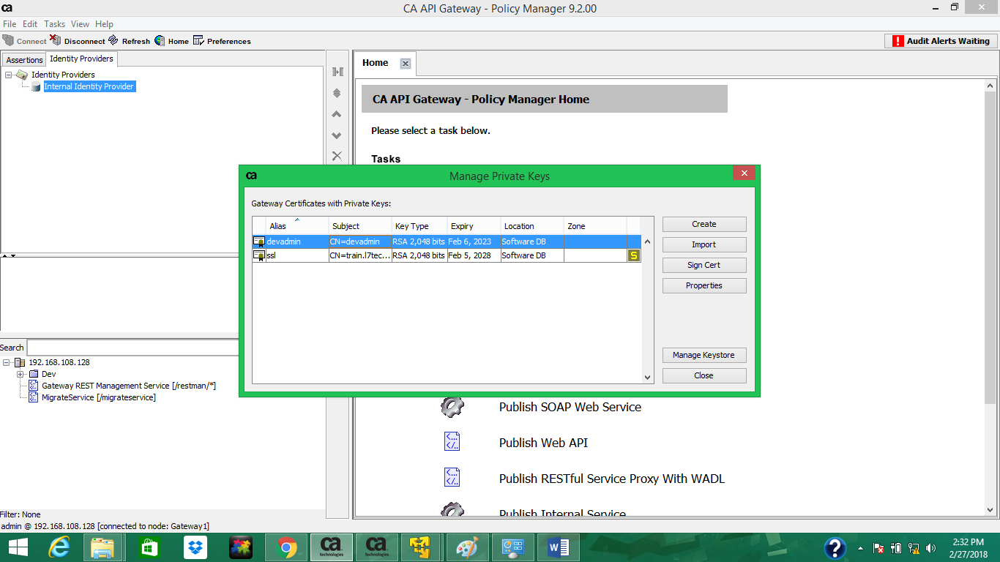 ca
CA API Gateway - Policy Manager 9.2.00
File Edit Tasks View Help
Connect Disconnect Refresh Home Preferences
Audit Alerts Waiting
Assertions Identity Providers
Identity Providers
Internal Identity Provider
Home
CA API Gateway - Policy Manager Home
Please select a task below.
Tasks
ca
Manage Private Keys
Gateway Certificates with Private Keys:
Alias Subject Key Type Expiry Location Zone
devadmin CN=devadmin RSA 2,048 bits Feb 6, 2023 Software DB
ssl CN=train.l7tec... RSA 2,048 bits Feb 5, 2028 Software DB S
Create
Import
Sign Cert
Properties
Manage Keystore
Close
Search
192.168.108.128
Dev
Gateway REST Management Service [/restman/*]
MigrateService [/migrateservice]
Publish SOAP Web Service
Publish Web API
Publish RESTful Service Proxy With WADL
Publish Internal Service
Filter: None
admin @ 192.168.108.128 [connected to node: Gateway1]
ca technologies
ca technologies
2:32 PM
2/27/2018